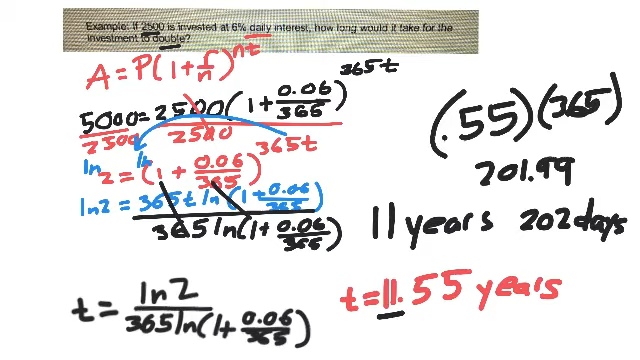 Example: If 2500 is invested at 6% daily interest, how long would it take for the
investment to double?
A = P(1 + r/n)^nt
5000 = 2500(1 + 0.06/365)^365t
2500 2500
ln 2 = ln(1 + 0.06/365)^365t
ln 2 = 365t ln(1 + 0.06/365)
365 ln(1 + 0.06/365)
t = ln 2 / 365 ln(1 + 0.06/365)
t = 11.55 years
(.55)(365)
201.99
11 years 202 days